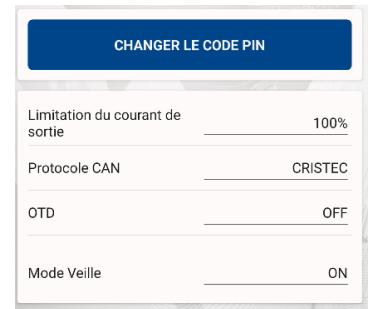 CHANGER LE CODE PIN
Limitation du courant de
sortie
100%
Protocole CAN
CRISTEC
OTD
OFF
Mode Veille
ON